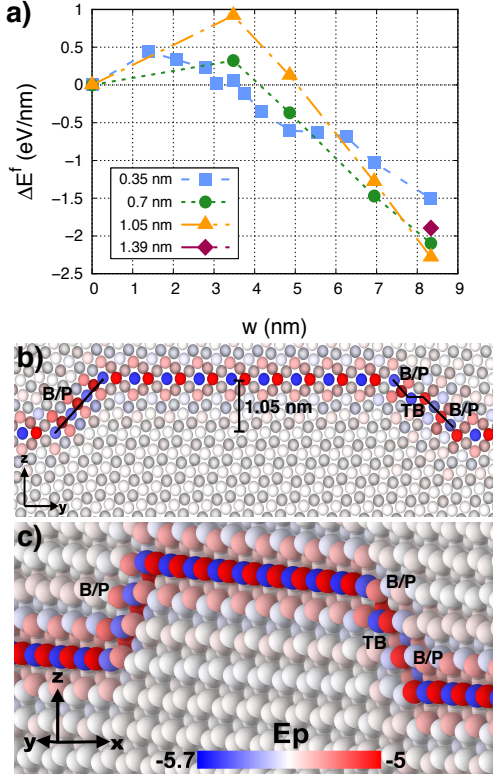 a)
ΔE^f (eV/nm)
1
0.5
0
-0.5
-1
-1.5
-2
-2.5
0.35 nm
0.7 nm
1.05 nm
1.39 nm
0 1 2 3 4 5 6 7 8 9
w (nm)
b)
B/P
1.05 nm
B/P
TB
B/P
z
y
c)
B/P
B/P
TB
B/P
z
y
x
Ep
-5.7
-5